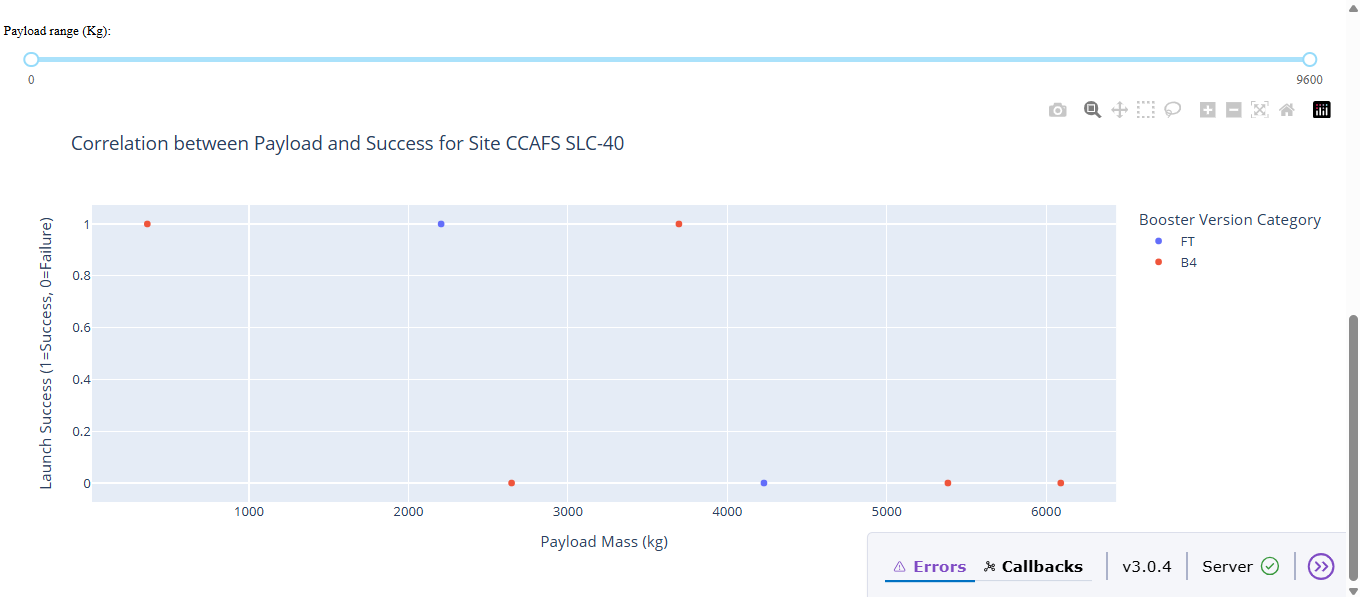 Payload range (Kg):
0
9600
Correlation between Payload and Success for Site CCAFS SLC-40
Launch Success (1=Success, 0=Failure)
1
0.8
0.6
0.4
0.2
0
1000 2000 3000 4000 5000 6000
Payload Mass (kg)
Booster Version Category
FT
B4
Errors Callbacks v3.0.4 Server